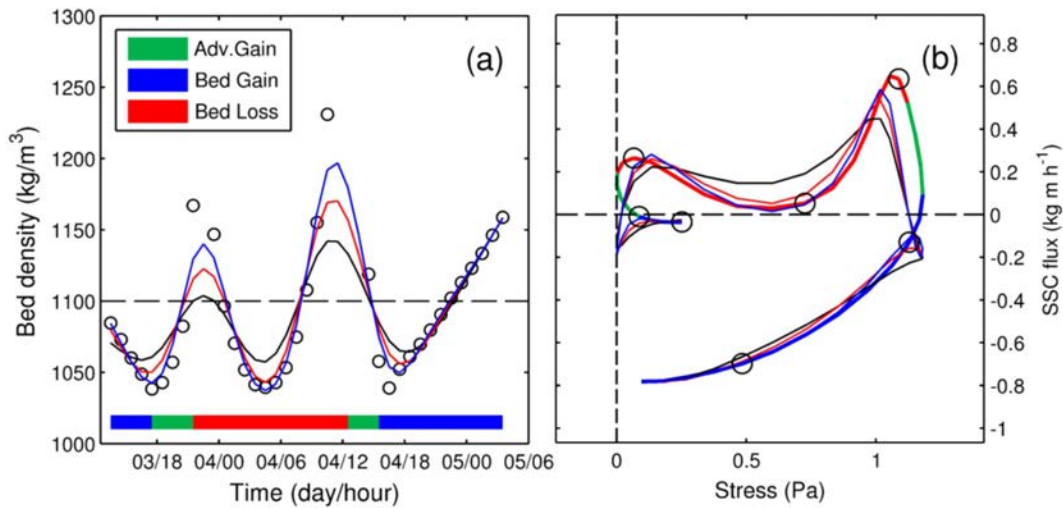 1300
1250
1200
1150
1100
1050
1000
Bed density (kg/m³)
Adv.Gain
Bed Gain
Bed Loss
(a)
03/18 04/00 04/06 04/12 04/18 05/00 05/06
Time (day/hour)
(b)
0.8
0.6
0.4
0.2
0
-0.2
-0.4
-0.6
-0.8
-1
SSC flux (kg m h⁻¹)
0 0.5 1
Stress (Pa)